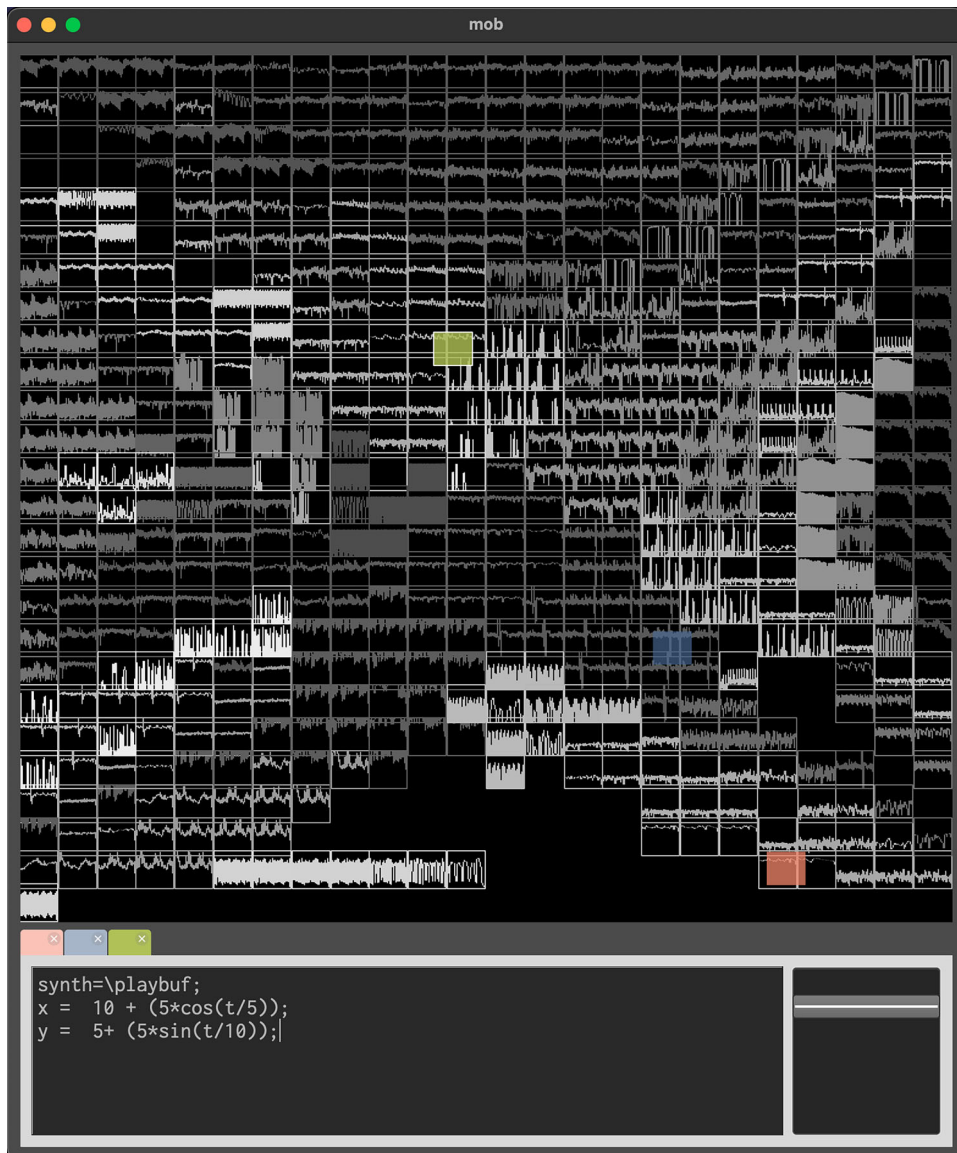 mob
synth=\playbuf;
x =  10 + (5*cos(t/5));
y =  5+ (5*sin(t/10));